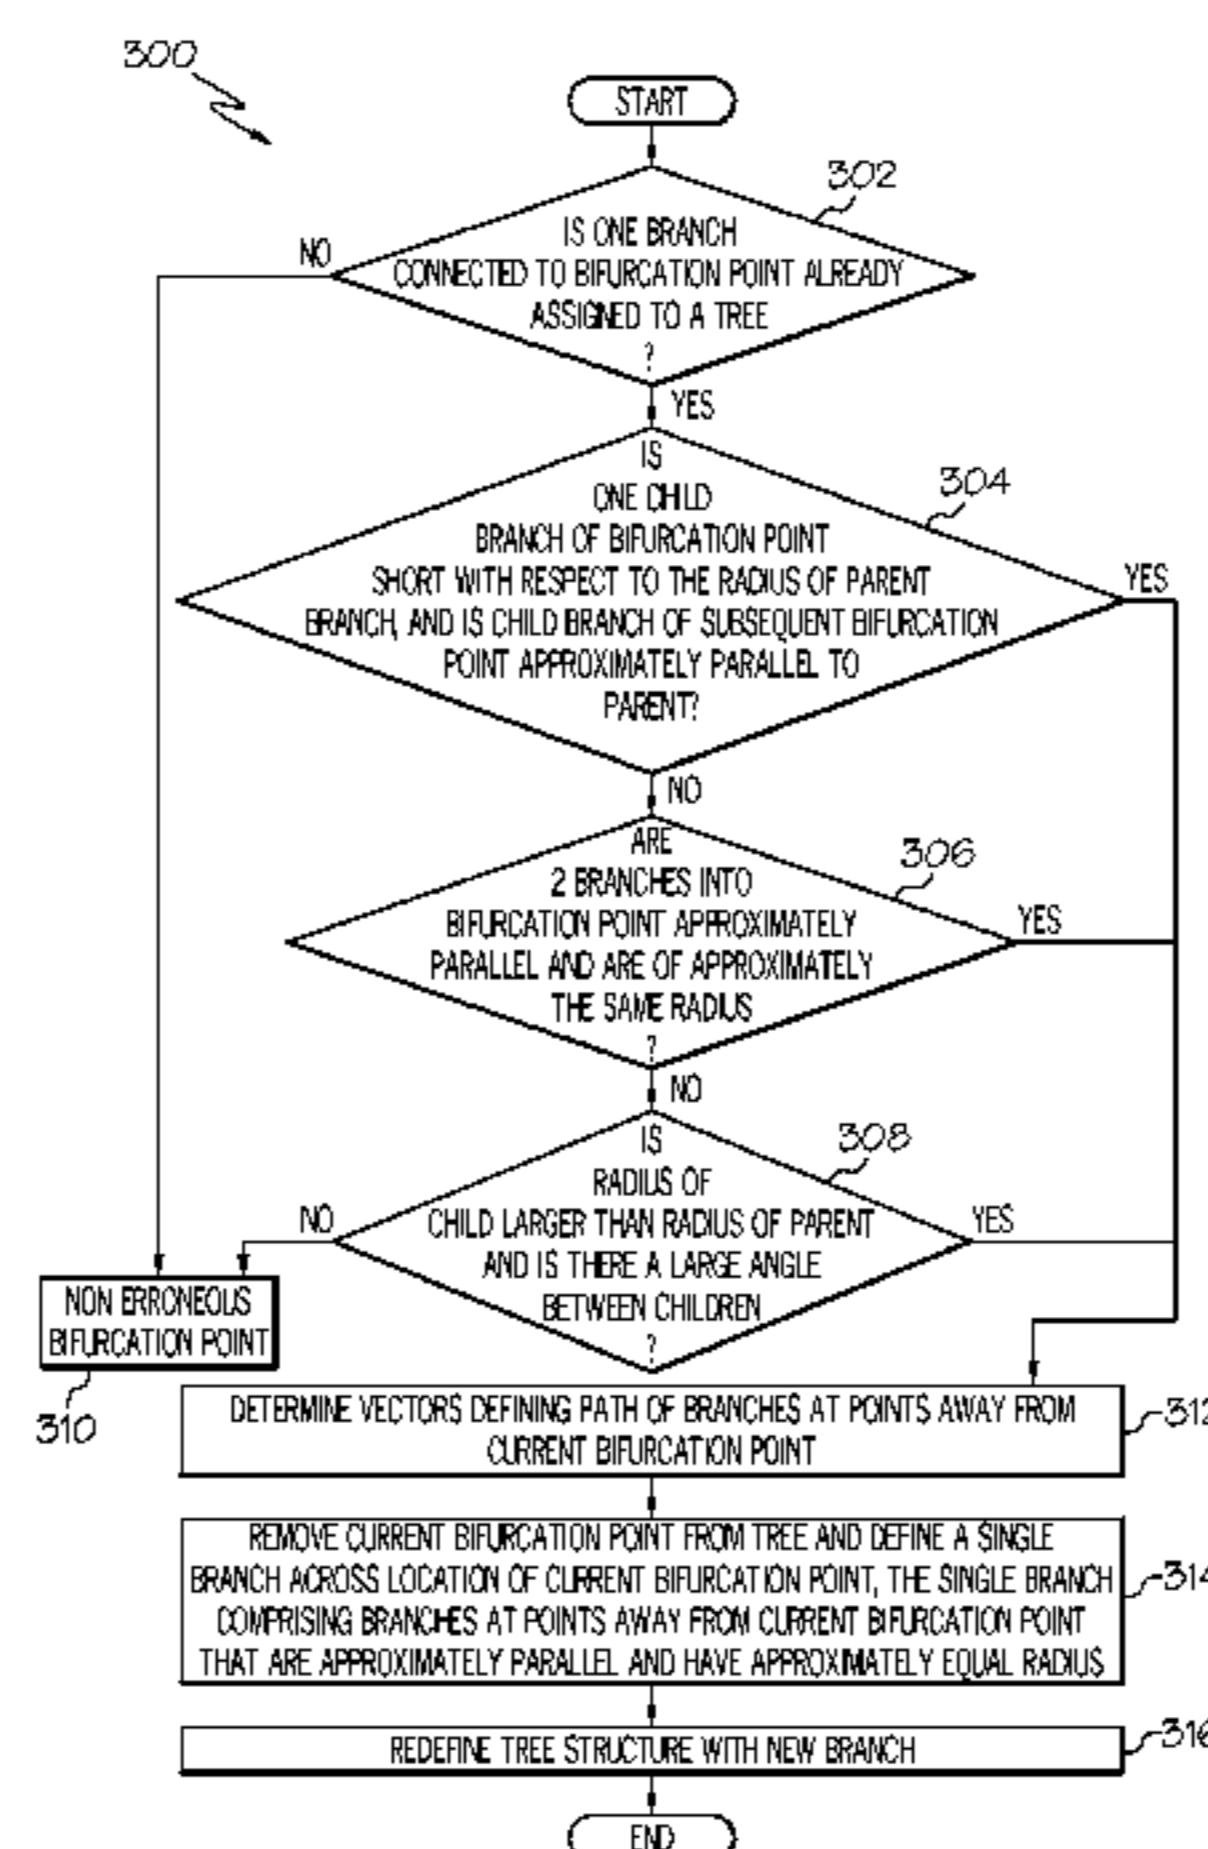 300
START
302
IS ONE BRANCH
CONNECTED TO BIFURCATION POINT ALREADY
ASSIGNED TO A TREE
?
NO
YES
304
IS
ONE CHILD
BRANCH OF BIFURCATION POINT
SHORT WITH RESPECT TO THE RADIUS OF PARENT
BRANCH, AND IS CHILD BRANCH OF SUBSEQUENT BIFURCATION
POINT APPROXIMATELY PARALLEL TO
PARENT?
YES
NO
306
ARE
2 BRANCHES INTO
BIFURCATION POINT APPROXIMATELY
PARALLEL AND ARE OF APPROXIMATELY
THE SAME RADIUS
?
YES
NO
308
IS
RADIUS OF
CHILD LARGER THAN RADIUS OF PARENT
AND IS THERE A LARGE ANGLE
BETWEEN CHILDREN
?
NO
YES
NON ERRONEOUS
BIFURCATION POINT
310
DETERMINE VECTORS DEFINING PATH OF BRANCHES AT POINTS AWAY FROM
CURRENT BIFURCATION POINT
312
REMOVE CURRENT BIFURCATION POINT FROM TREE AND DEFINE A SINGLE
BRANCH ACROSS LOCATION OF CURRENT BIFURCATION POINT, THE SINGLE BRANCH
COMPRISING BRANCHES AT POINTS AWAY FROM CURRENT BIFURCATION POINT
THAT ARE APPROXIMATELY PARALLEL AND HAVE APPROXIMATELY EQUAL RADIUS
314
REDEFINE TREE STRUCTURE WITH NEW BRANCH
316
END